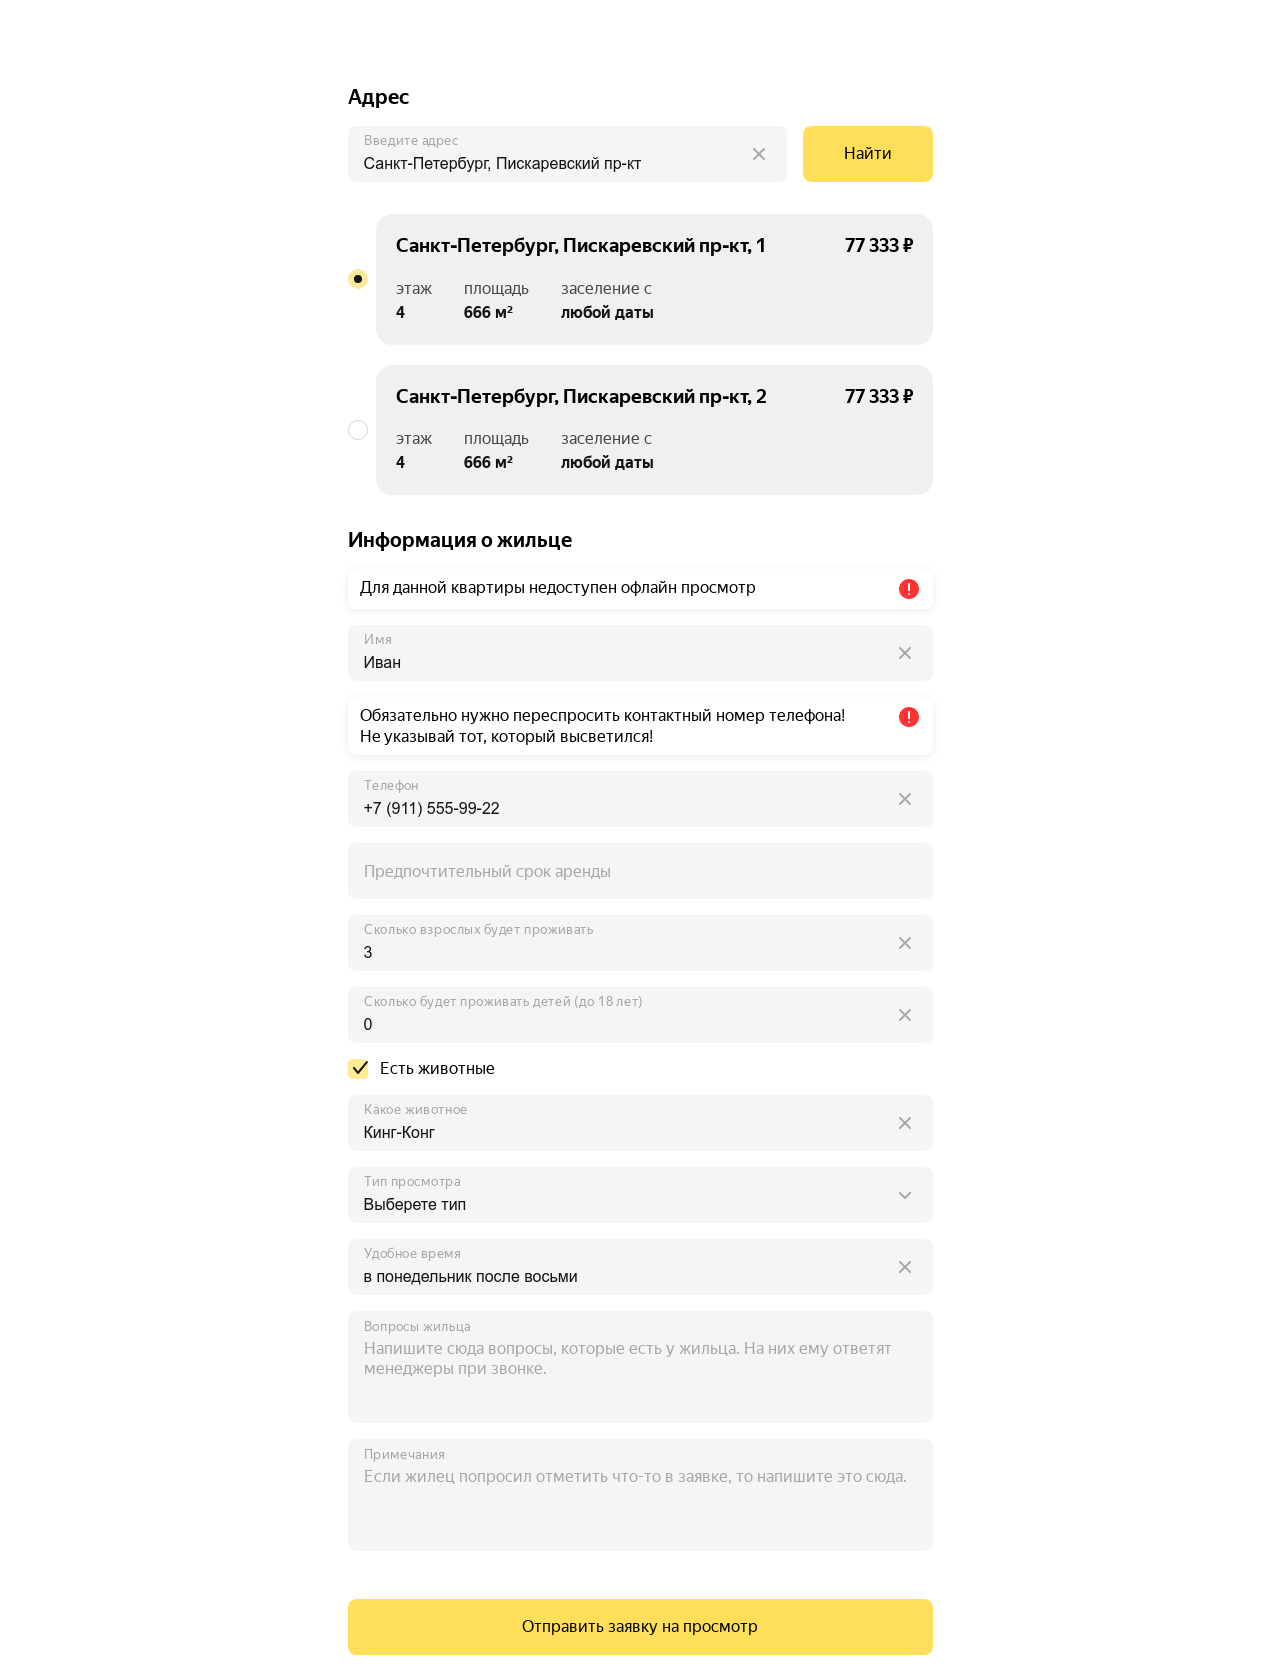 Адрес
Введите адрес
Санкт-Петербург, Пискаревский пр-кт
Найти
Санкт-Петербург, Пискаревский пр-кт, 1 77 333 ₽
этаж площадь заселение с
4 666 м² любой даты
Санкт-Петербург, Пискаревский пр-кт, 2 77 333 ₽
этаж площадь заселение с
4 666 м² любой даты
Информация о жильце
Для данной квартиры недоступен офлайн просмотр
Имя
Иван
Обязательно нужно переспросить контактный номер телефона!
Не указывай тот, который высветился!
Телефон
+7 (911) 555-99-22
Предпочтительный срок аренды
Сколько взрослых будет проживать
3
Сколько будет проживать детей (до 18 лет)
0
Есть животные
Какое животное
Кинг-Конг
Тип просмотра
Выберете тип
Удобное время
в понедельник после восьми
Вопросы жильца
Напишите сюда вопросы, которые есть у жильца. На них ему ответят
менеджеры при звонке.
Примечания
Если жилец попросил отметить что-то в заявке, то напишите это сюда.
Отправить заявку на просмотр